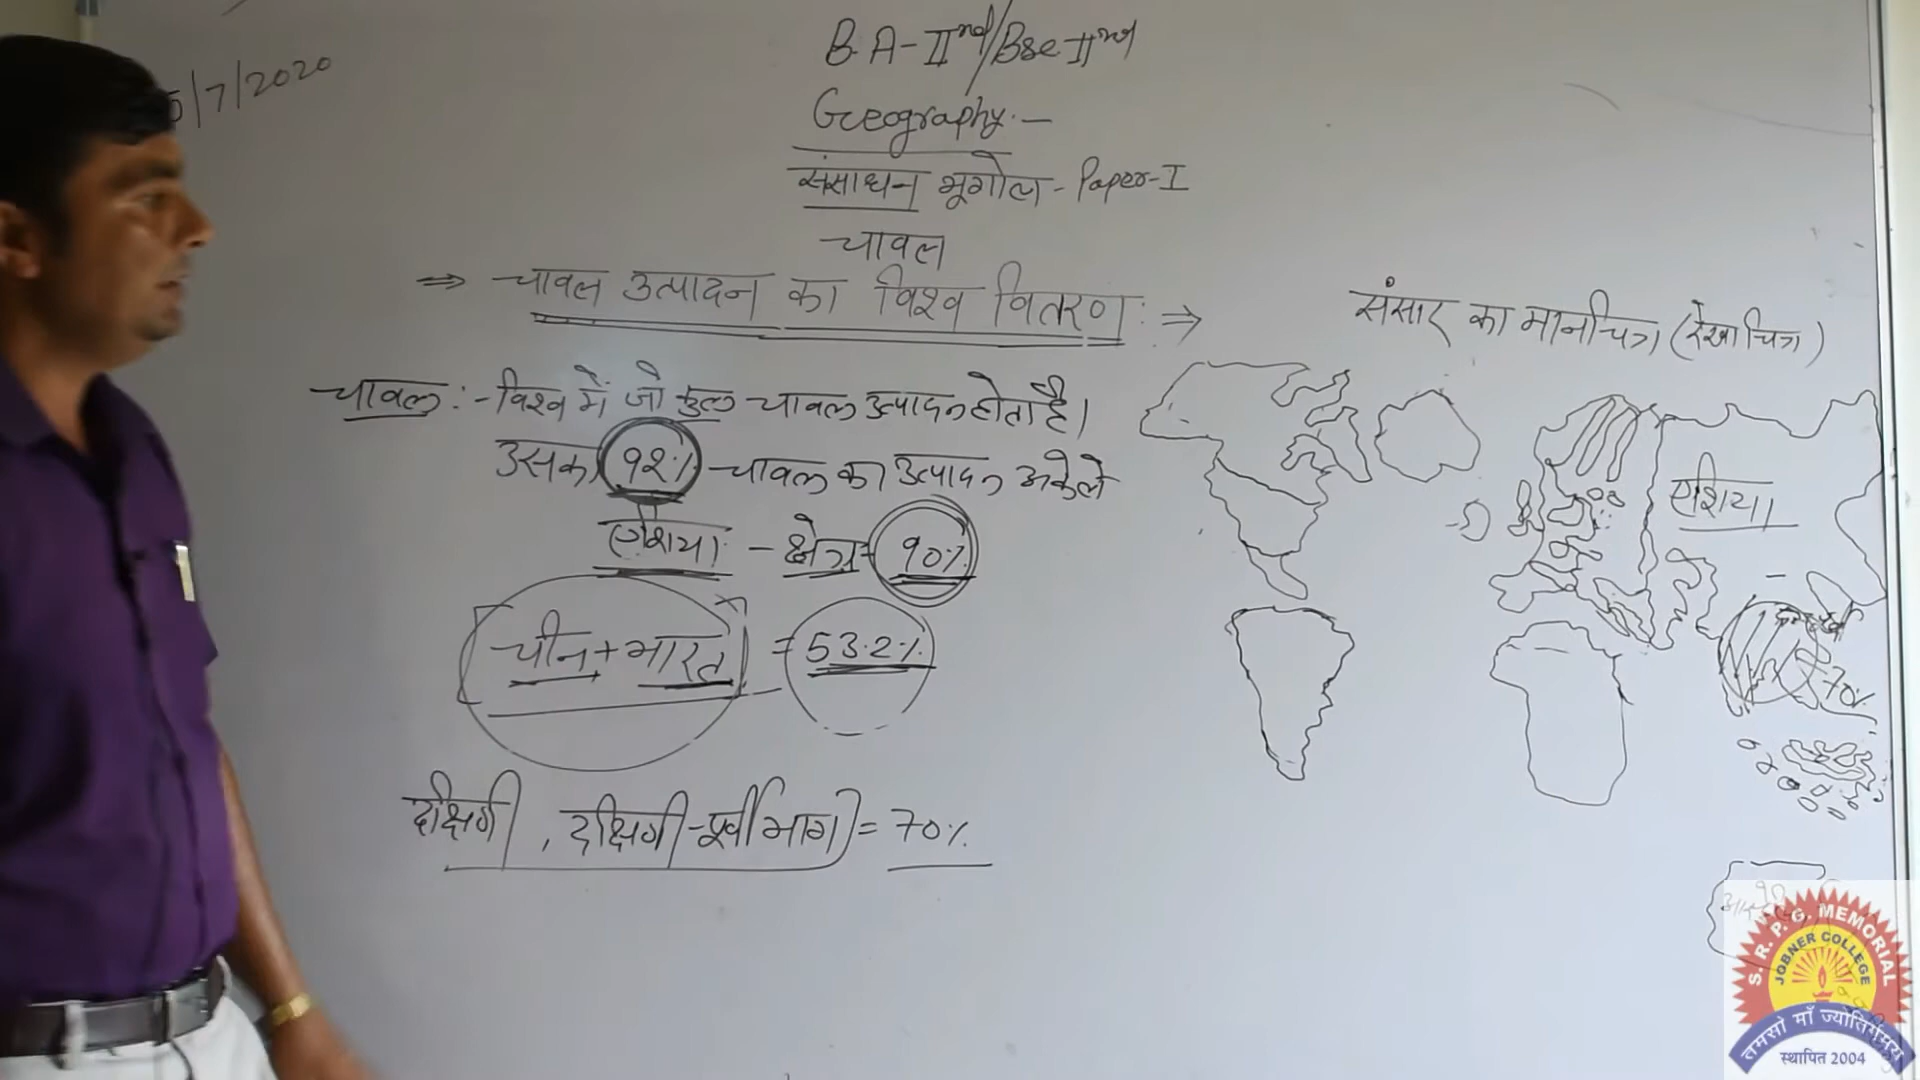 5/7/2020
B.A-IInd/Bsc.IInd
Geography:-
संसाधन भूगोल - Paper-I
चावल
⇒ चावल उत्पादन का विश्व वितरण: ⇒
चावल :- विश्व में जो कुल चावल उत्पादन होता है।
उसका 92% चावल का उत्पादन अकेले
एशिया - क्षेत्र = 90%
चीन + भारत = 53.2%
दक्षिणी, दक्षिणी-पूर्वी भाग = 70%
संसार का मानचित्र (रेखा चित्र)
एशिया
70%
S. R. P. G. MEMORIAL
JOBNER COLLEGE
तमसो माँ ज्योतिर्गमय
स्थापित 2004